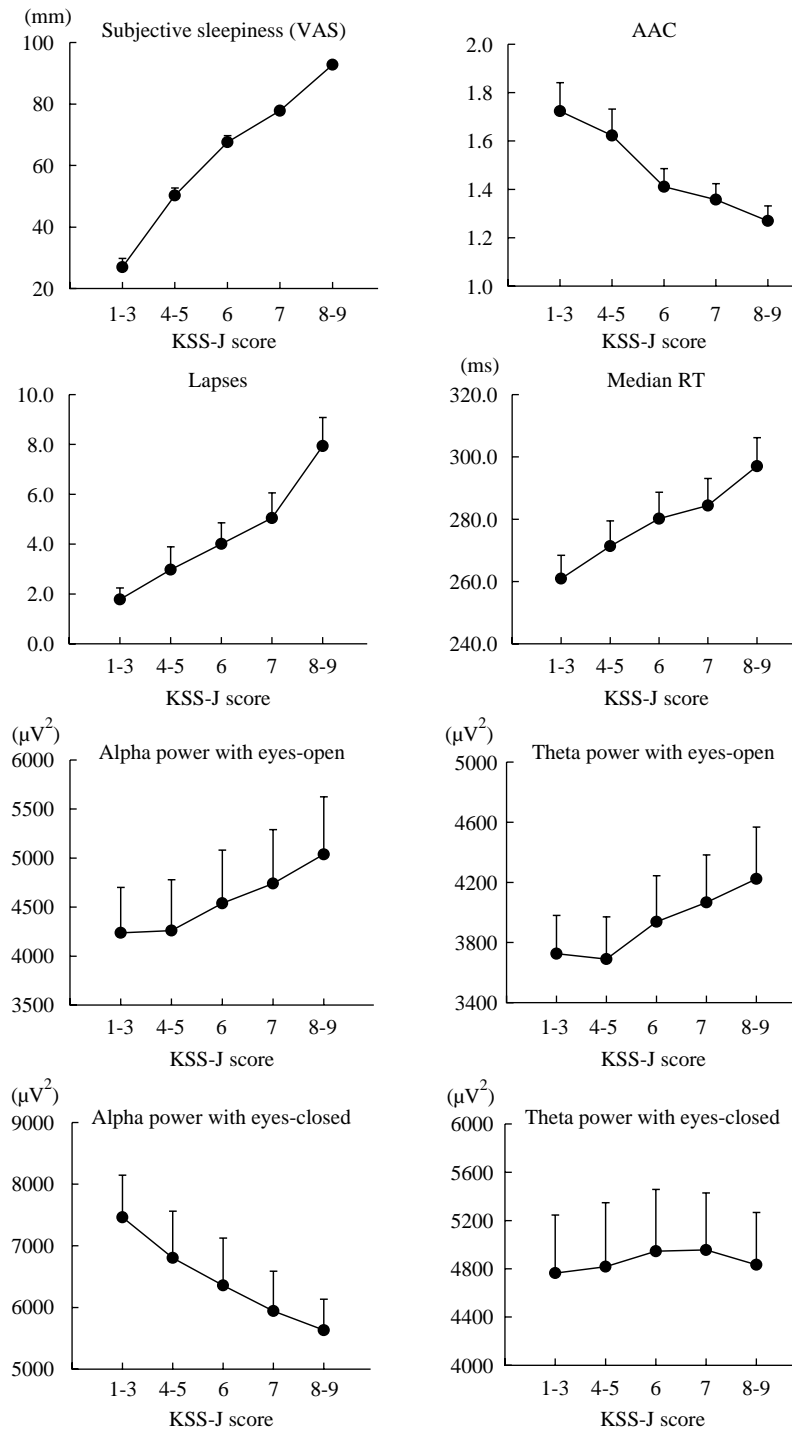 (mm)
Subjective sleepiness (VAS)
100
80
60
40
20
1-3 4-5 6 7 8-9
KSS-J score
AAC
2.0
1.8
1.6
1.4
1.2
1.0
1-3 4-5 6 7 8-9
KSS-J score
Lapses
10.0
8.0
6.0
4.0
2.0
0.0
1-3 4-5 6 7 8-9
KSS-J score
(ms)
Median RT
320.0
300.0
280.0
260.0
240.0
1-3 4-5 6 7 8-9
KSS-J score
(µV²)
Alpha power with eyes-open
6000
5000
4500
4000
3500
1-3 4-5 6 7 8-9
KSS-J score
(µV²)
Theta power with eyes-open
5000
4600
4200
3800
3400
1-3 4-5 6 7 8-9
KSS-J score
(µV²)
Alpha power with eyes-closed
9000
8000
7000
6000
5000
1-3 4-5 6 7 8-9
KSS-J score
(µV²)
Theta power with eyes-closed
6000
5600
5200
4800
4400
4000
1-3 4-5 6 7 8-9
KSS-J score